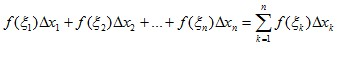 f(ξ₁)Δx₁ + f(ξ₂)Δx₂ + ... + f(ξₙ)Δxₙ = ∑ₖ₌₁ⁿ f(ξₖ)Δxₖ